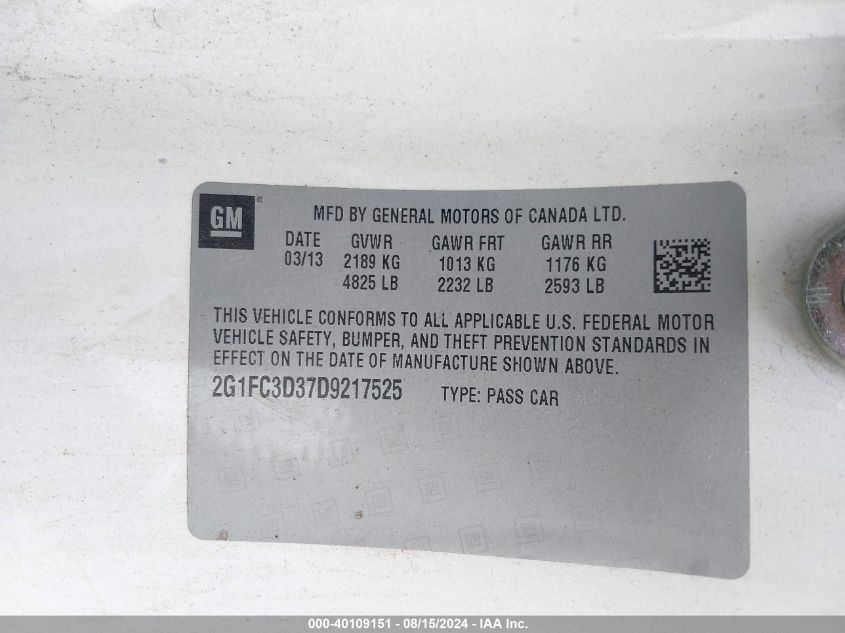 GM
®
MFD BY GENERAL MOTORS OF CANADA LTD.
DATE GVWR GAWR FRT GAWR RR
03/13 2189 KG 1013 KG 1176 KG
4825 LB 2232 LB 2593 LB
THIS VEHICLE CONFORMS TO ALL APPLICABLE U.S. FEDERAL MOTOR
VEHICLE SAFETY, BUMPER, AND THEFT PREVENTION STANDARDS IN
EFFECT ON THE DATE OF MANUFACTURE SHOWN ABOVE.
2G1FC3D37D9217525 TYPE: PASS CAR
000-40109151 - 08/15/2024 - IAA Inc.